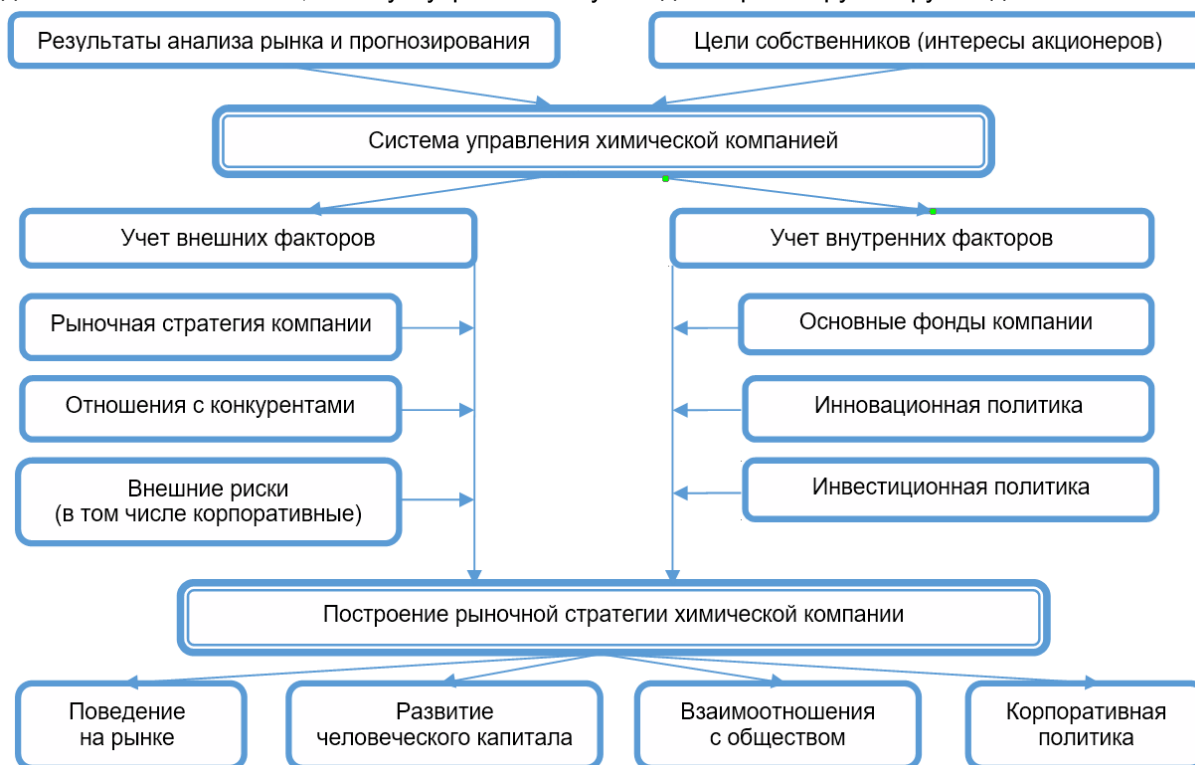 Результаты анализа рынка и прогнозирования
Цели собственников (интересы акционеров)
Система управления химической компанией
Учет внешних факторов
Учет внутренних факторов
Рыночная стратегия компании
Основные фонды компании
Отношения с конкурентами
Инновационная политика
Внешние риски
(в том числе корпоративные)
Инвестиционная политика
Построение рыночной стратегии химической компании
Поведение
на рынке
Развитие
человеческого капитала
Взаимоотношения
с обществом
Корпоративная
политика